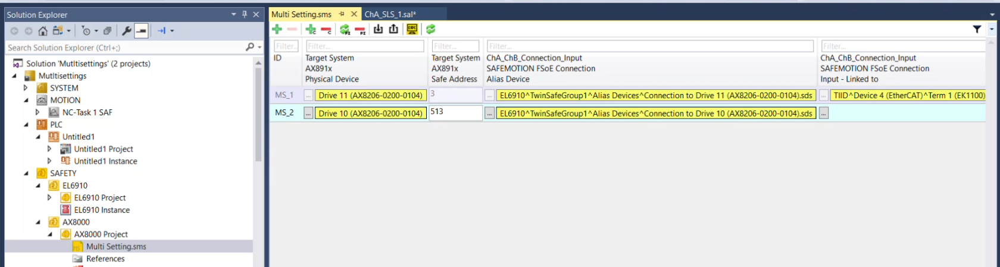 Solution Explorer
Search Solution Explorer (Ctrl+;)
Solution 'Mutltisettings' (2 projects)
Mutltisettings
SYSTEM
MOTION
NC-Task 1 SAF
PLC
Untitled1
Untitled1 Project
Untitled1 Instance
SAFETY
EL6910
EL6910 Project
EL6910 Instance
AX8000
AX8000 Project
Multi Setting.sms
References
Multi Setting.sms
ChA_SLS_1.sal*
Filter... Filter... Filter... Filter... Filter...
ID
Target System
AX891x
Physical Device
Target System
AX891x
Safe Address
ChA_ChB_Connection_Input
SAFEMOTION FSoE Connection
Alias Device
ChA_ChB_Connection_Input
SAFEMOTION FSoE Connection
Input - Linked to
MS_1 ... Drive 11 (AX8206-0200-0104) 3 ... EL6910^TwinSafeGroup1^Alias Devices^Connection to Drive 11 (AX8206-0200-0104).sds ... TIID^Device 4 (EtherCAT)^Term 1 (EK1100)
MS_2 ... Drive 10 (AX8206-0200-0104) 513 ... EL6910^TwinSafeGroup1^Alias Devices^Connection to Drive 10 (AX8206-0200-0104).sds ...